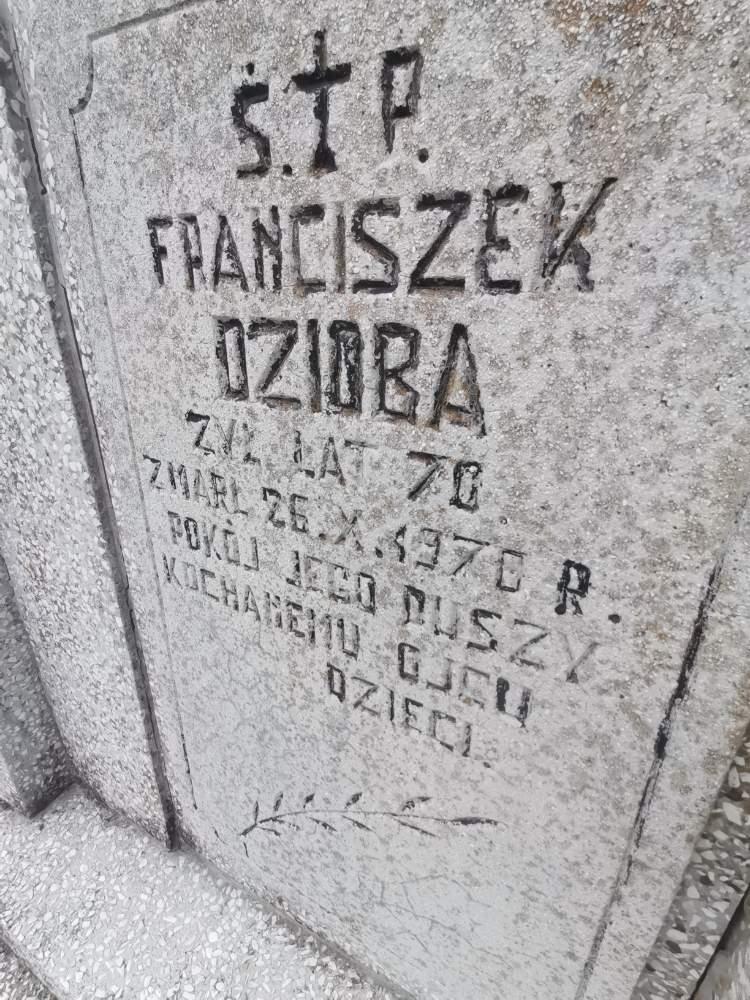 Ś. † P.
FRANCISZEK
DZIOBA
ŻYŁ LAT 70
ZMARŁ 26.X.1970 R.
POKÓJ JEGO DUSZY
KOCHANEMU OJCU
DZIECI.